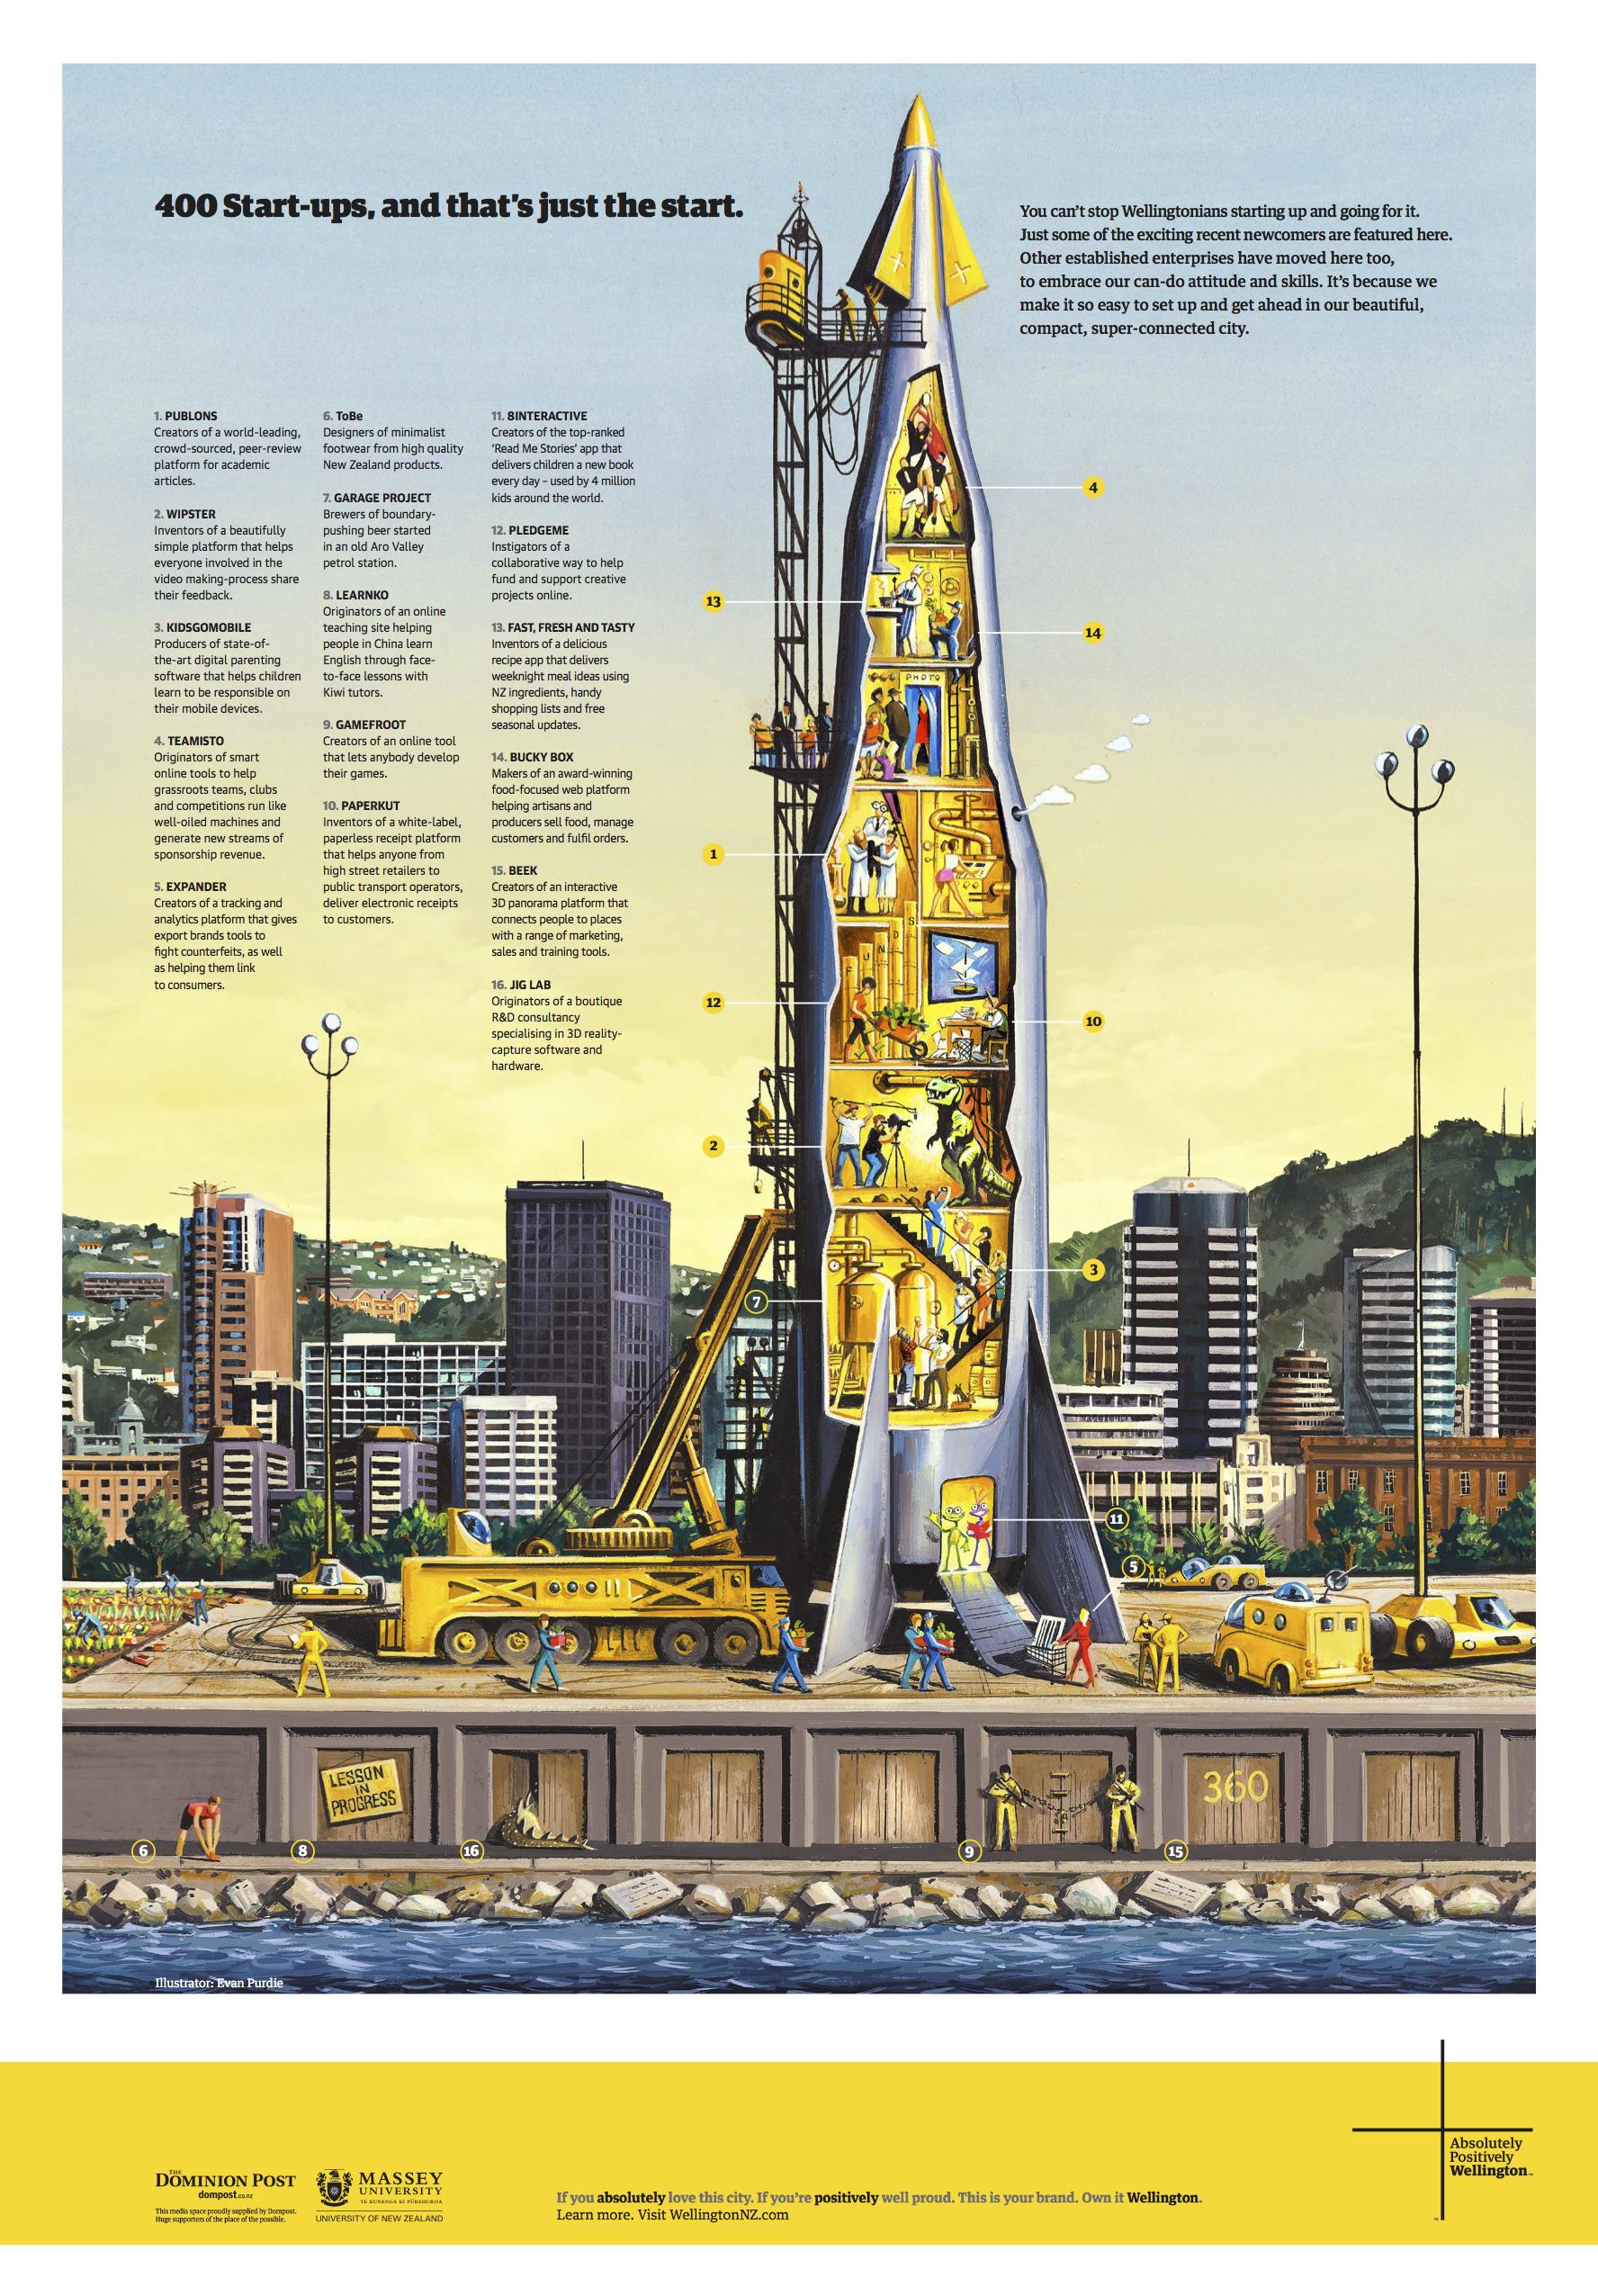 400 Start-ups, and that's just the start.
You can't stop Wellingtonians starting up and going for it.
Just some of the exciting recent newcomers are featured here.
Other established enterprises have moved here too,
to embrace our can-do attitude and skills. It's because we
make it so easy to set up and get ahead in our beautiful,
compact, super-connected city.
1. PUBLONS
Creators of a world-leading,
crowd-sourced, peer-review
platform for academic
articles.
2. WIPSTER
Inventors of a beautifully
simple platform that helps
everyone involved in the
video making-process share
their feedback.
3. KIDSGOMOBILE
Producers of state-of-
the-art digital parenting
software that helps children
learn to be responsible on
their mobile devices.
4. TEAMISTO
Originators of smart
online tools to help
grassroots teams, clubs
and competitions run like
well-oiled machines and
generate new streams of
sponsorship revenue.
5. EXPANDER
Creators of a tracking and
analytics platform that gives
export brands tools to
fight counterfeits, as well
as helping them link
to consumers.
6. ToBe
Designers of minimalist
footwear from high quality
New Zealand products.
7. GARAGE PROJECT
Brewers of boundary-
pushing beer started
in an old Aro Valley
petrol station.
8. LEARNKO
Originators of an online
teaching site helping
people in China learn
English through face-
to-face lessons with
Kiwi tutors.
9. GAMEFROOT
Creators of an online tool
that lets anybody develop
their games.
10. PAPERKUT
Inventors of a white-label,
paperless receipt platform
that helps anyone from
high street retailers to
public transport operators,
deliver electronic receipts
to customers.
11. 8INTERACTIVE
Creators of the top-ranked
'Read Me Stories' app that
delivers children a new book
every day – used by 4 million
kids around the world.
12. PLEDGEME
Instigators of a
collaborative way to help
fund and support creative
projects online.
13. FAST, FRESH AND TASTY
Inventors of a delicious
recipe app that delivers
weeknight meal ideas using
NZ ingredients, handy
shopping lists and free
seasonal updates.
14. BUCKY BOX
Makers of an award-winning
food-focused web platform
helping artisans and
producers sell food, manage
customers and fulfil orders.
15. BEEK
Creators of an interactive
3D panorama platform that
connects people to places
with a range of marketing,
sales and training tools.
16. JIG LAB
Originators of a boutique
R&D consultancy
specialising in 3D reality-
capture software and
hardware.
4
13
14
PHOTO
1
FUNDS
12
10
2
3
7
11
5
LESSON
IN
PROGRESS
360
6
8
16
9
15
Illustrator: Evan Purdie
THE
DOMINION POST
dompost.co.nz
This media space proudly supplied by Dompost.
Huge supporters of the place of the possible.
MASSEY
UNIVERSITY
TE KUNENGA KI PŪREHUROA
UNIVERSITY OF NEW ZEALAND
If you absolutely love this city. If you're positively well proud. This is your brand. Own it Wellington.
Learn more. Visit WellingtonNZ.com
Absolutely
Positively
Wellington